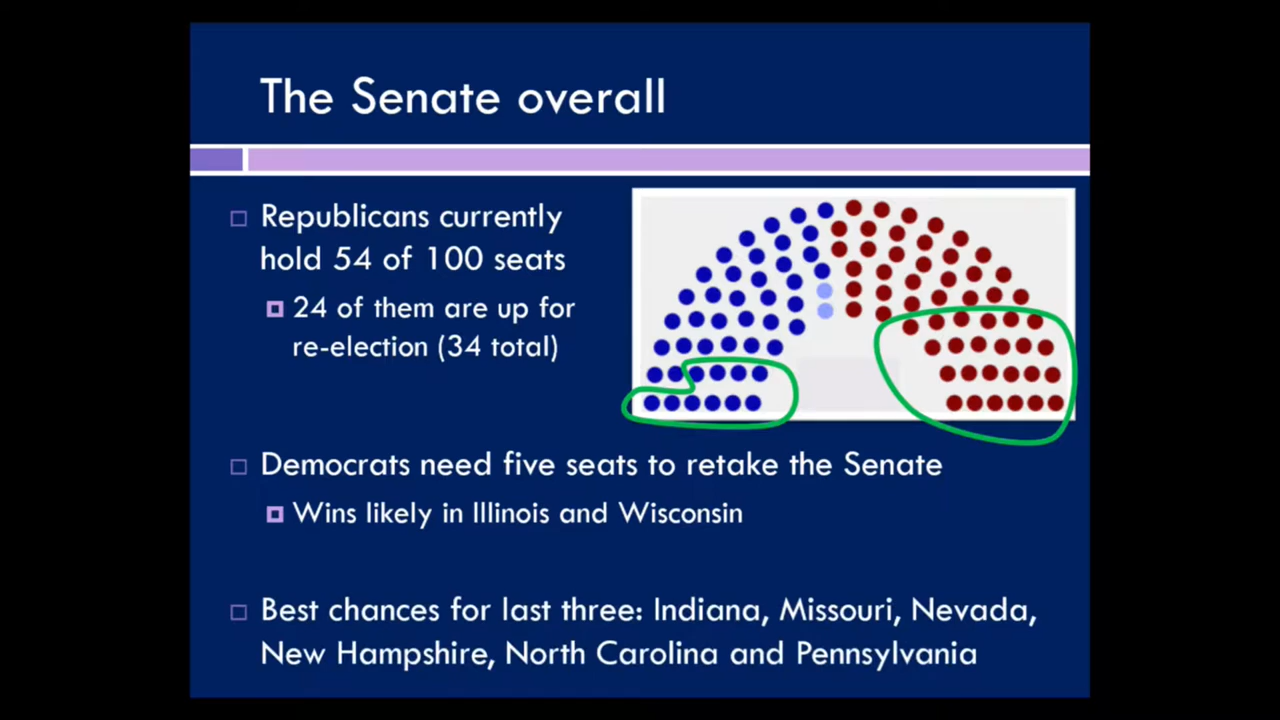 The Senate overall
Republicans currently
hold 54 of 100 seats
24 of them are up for
re-election (34 total)
Democrats need five seats to retake the Senate
Wins likely in Illinois and Wisconsin
Best chances for last three: Indiana, Missouri, Nevada,
New Hampshire, North Carolina and Pennsylvania